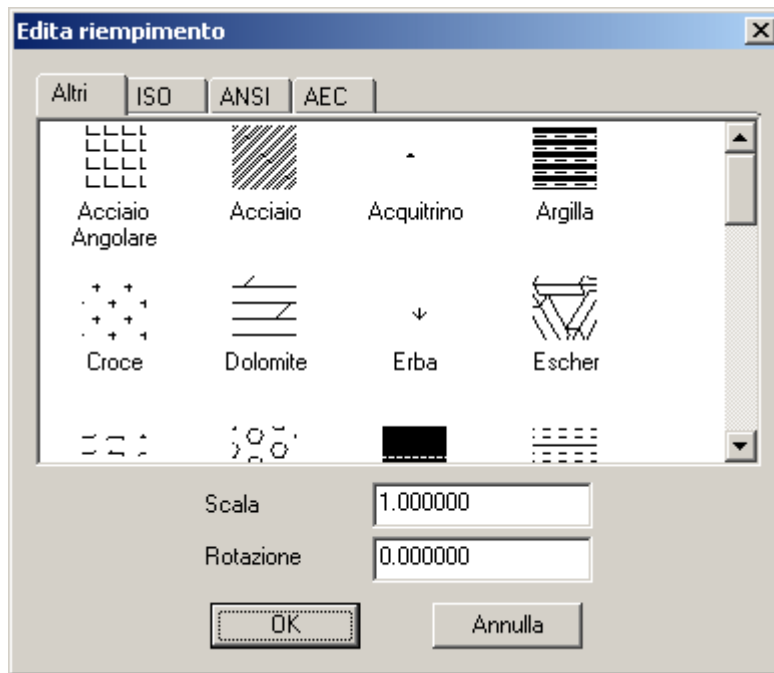 Edita riempimento
Altri ISO ANSI AEC
Acciaio Angolare Acciaio Acquitrino Argilla
Croce Dolomite Erba Escher
Scala 1.000000
Rotazione 0.000000
OK Annulla